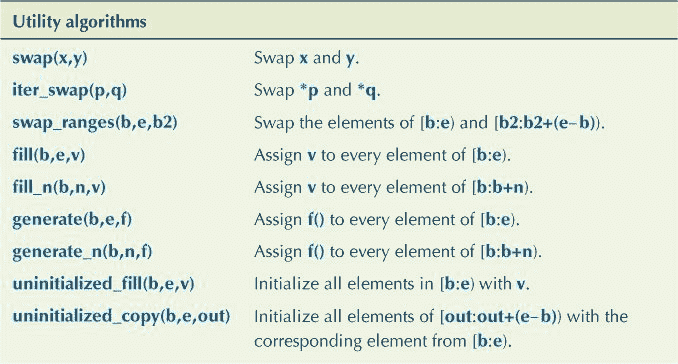 Utility algorithms
swap(x,y) Swap x and y.
iter_swap(p,q) Swap *p and *q.
swap_ranges(b,e,b2) Swap the elements of [b:e) and [b2:b2+(e–b)).
fill(b,e,v) Assign v to every element of [b:e).
fill_n(b,n,v) Assign v to every element of [b:b+n).
generate(b,e,f) Assign f() to every element of [b:e).
generate_n(b,n,f) Assign f() to every element of [b:b+n).
uninitialized_fill(b,e,v) Initialize all elements in [b:e) with v.
uninitialized_copy(b,e,out) Initialize all elements of [out:out+(e–b)) with the
corresponding element from [b:e).